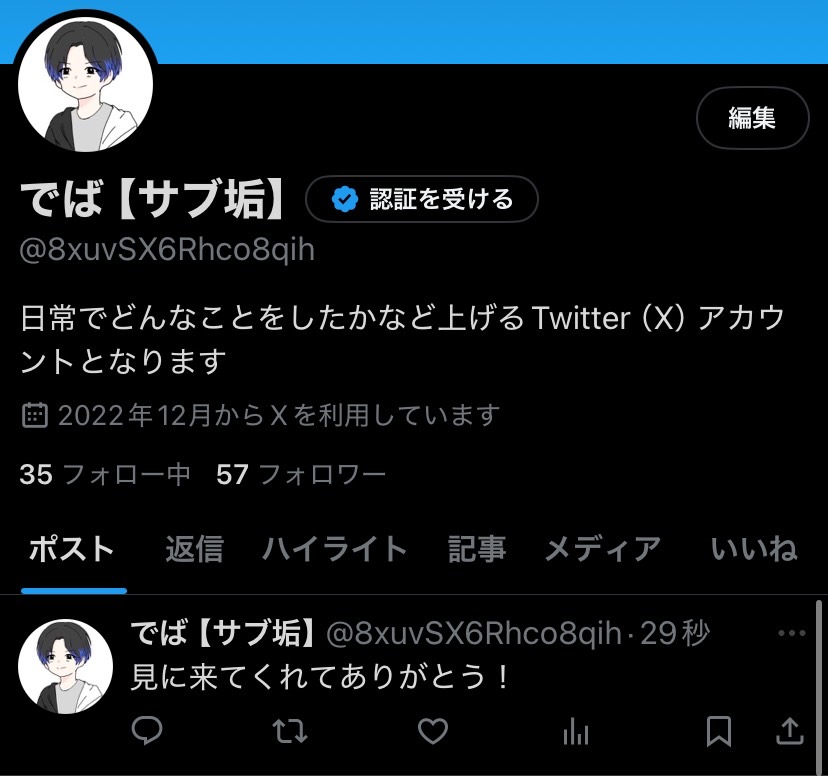 編集
でば【サブ垢】 認証を受ける
@8xuvSX6Rhco8qih
日常でどんなことをしたかなど上げるTwitter（X）アカウ
ントとなります
2022年12月からXを利用しています
35 フォロー中 57 フォロワー
ポスト 返信 ハイライト 記事 メディア いいね
でば【サブ垢】 @8xuvSX6Rhco8qih · 29秒
見に来てくれてありがとう！